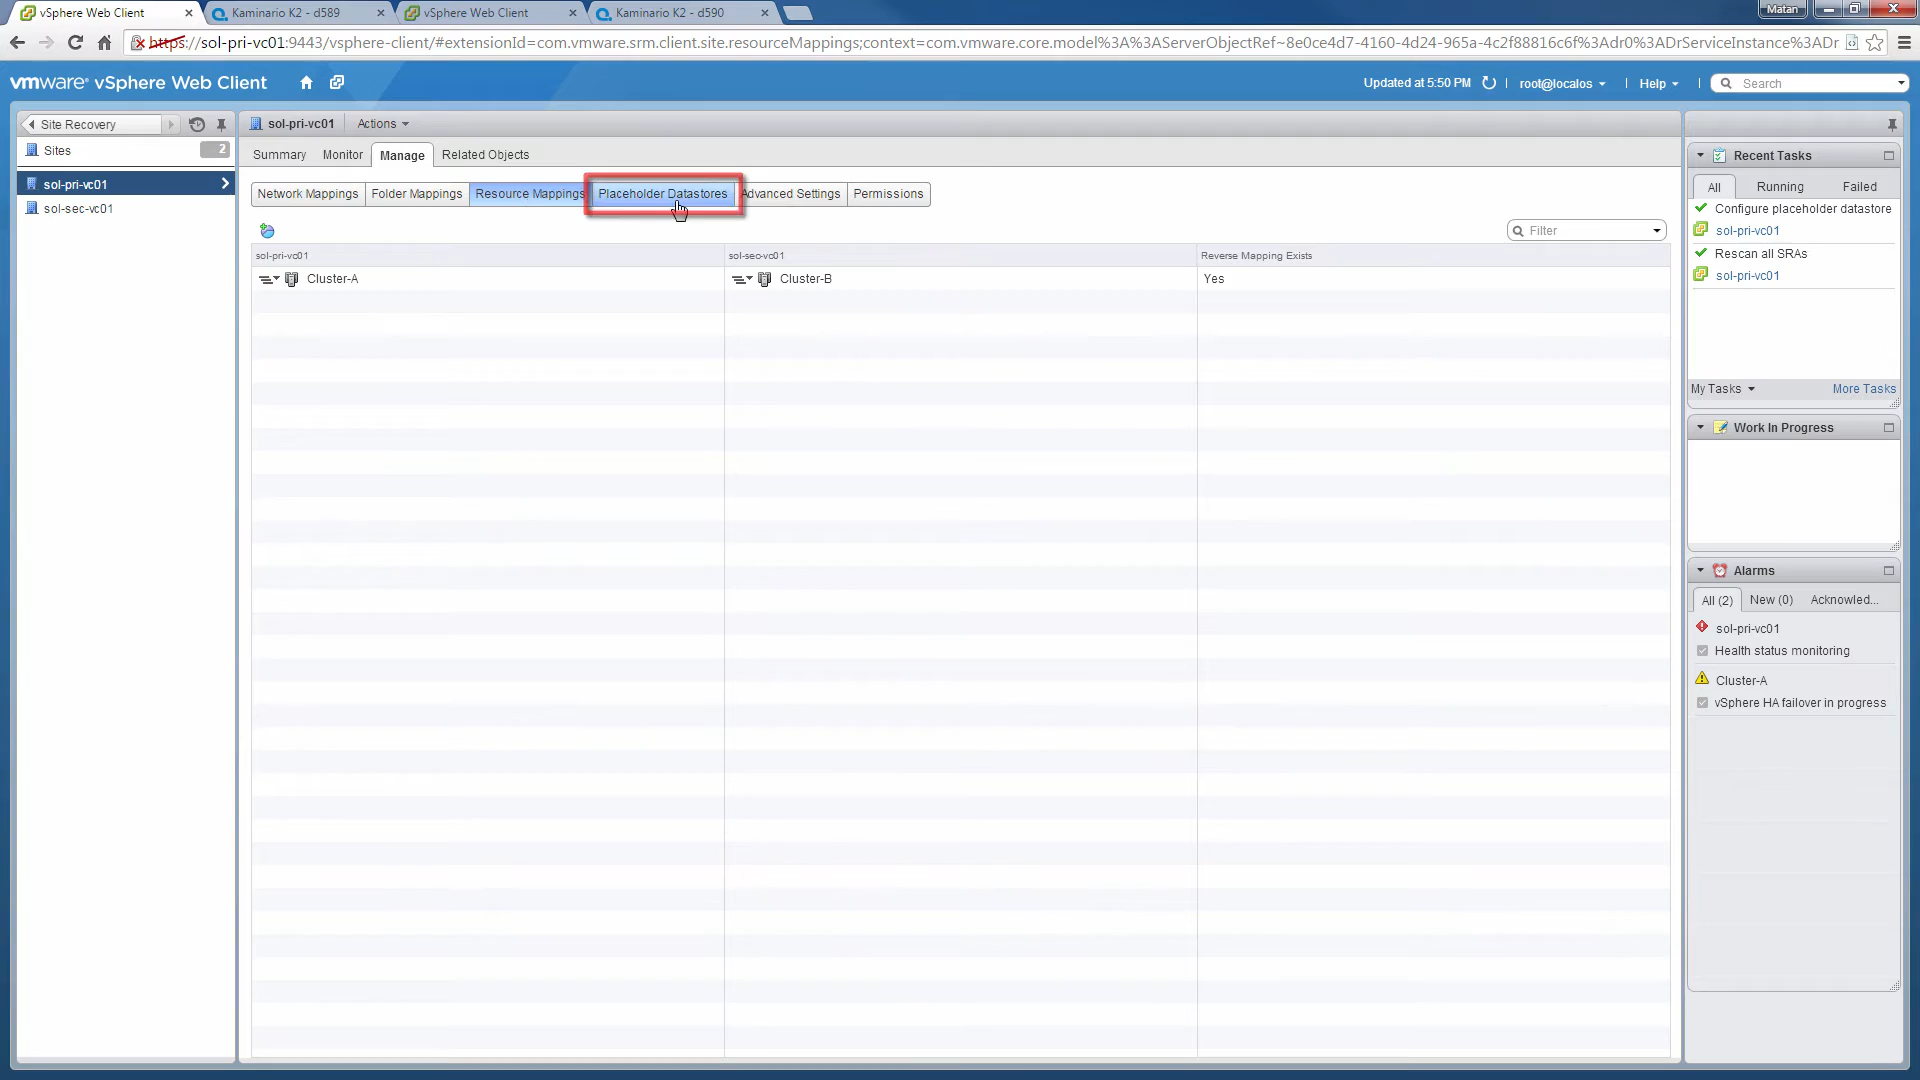 vSphere Web Client
Kaminario K2 - d589
vSphere Web Client
Kaminario K2 - d590
Matan
https://sol-pri-vc01:9443/vsphere-client/#extensionId=com.vmware.srm.client.site.resourceMappings;context=com.vmware.core.model%3A%3AServerObjectRef~8e0ce4d7-4160-4d24-965a-4c2f88816c6f%3Adr0%3ADrServiceInstance%3ADr
vmware® vSphere Web Client
Updated at 5:50 PM
root@localos
Help
Search
Site Recovery
Sites 2
sol-pri-vc01
sol-sec-vc01
sol-pri-vc01
Actions
Summary
Monitor
Manage
Related Objects
Network Mappings
Folder Mappings
Resource Mappings
Placeholder Datastores
Advanced Settings
Permissions
Filter
sol-pri-vc01
sol-sec-vc01
Reverse Mapping Exists
Cluster-A
Cluster-B
Yes
Recent Tasks
All
Running
Failed
Configure placeholder datastore
sol-pri-vc01
Rescan all SRAs
sol-pri-vc01
My Tasks
More Tasks
Work In Progress
Alarms
All (2)
New (0)
Acknowled...
sol-pri-vc01
Health status monitoring
Cluster-A
vSphere HA failover in progress